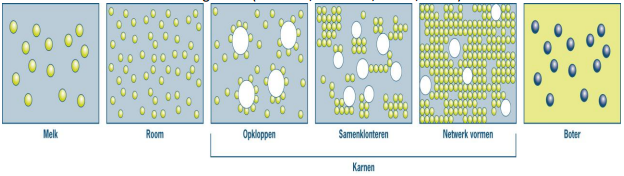 Melk
Room
Opkloppen
Samenklonteren
Netwerk vormen
Boter
Karnen